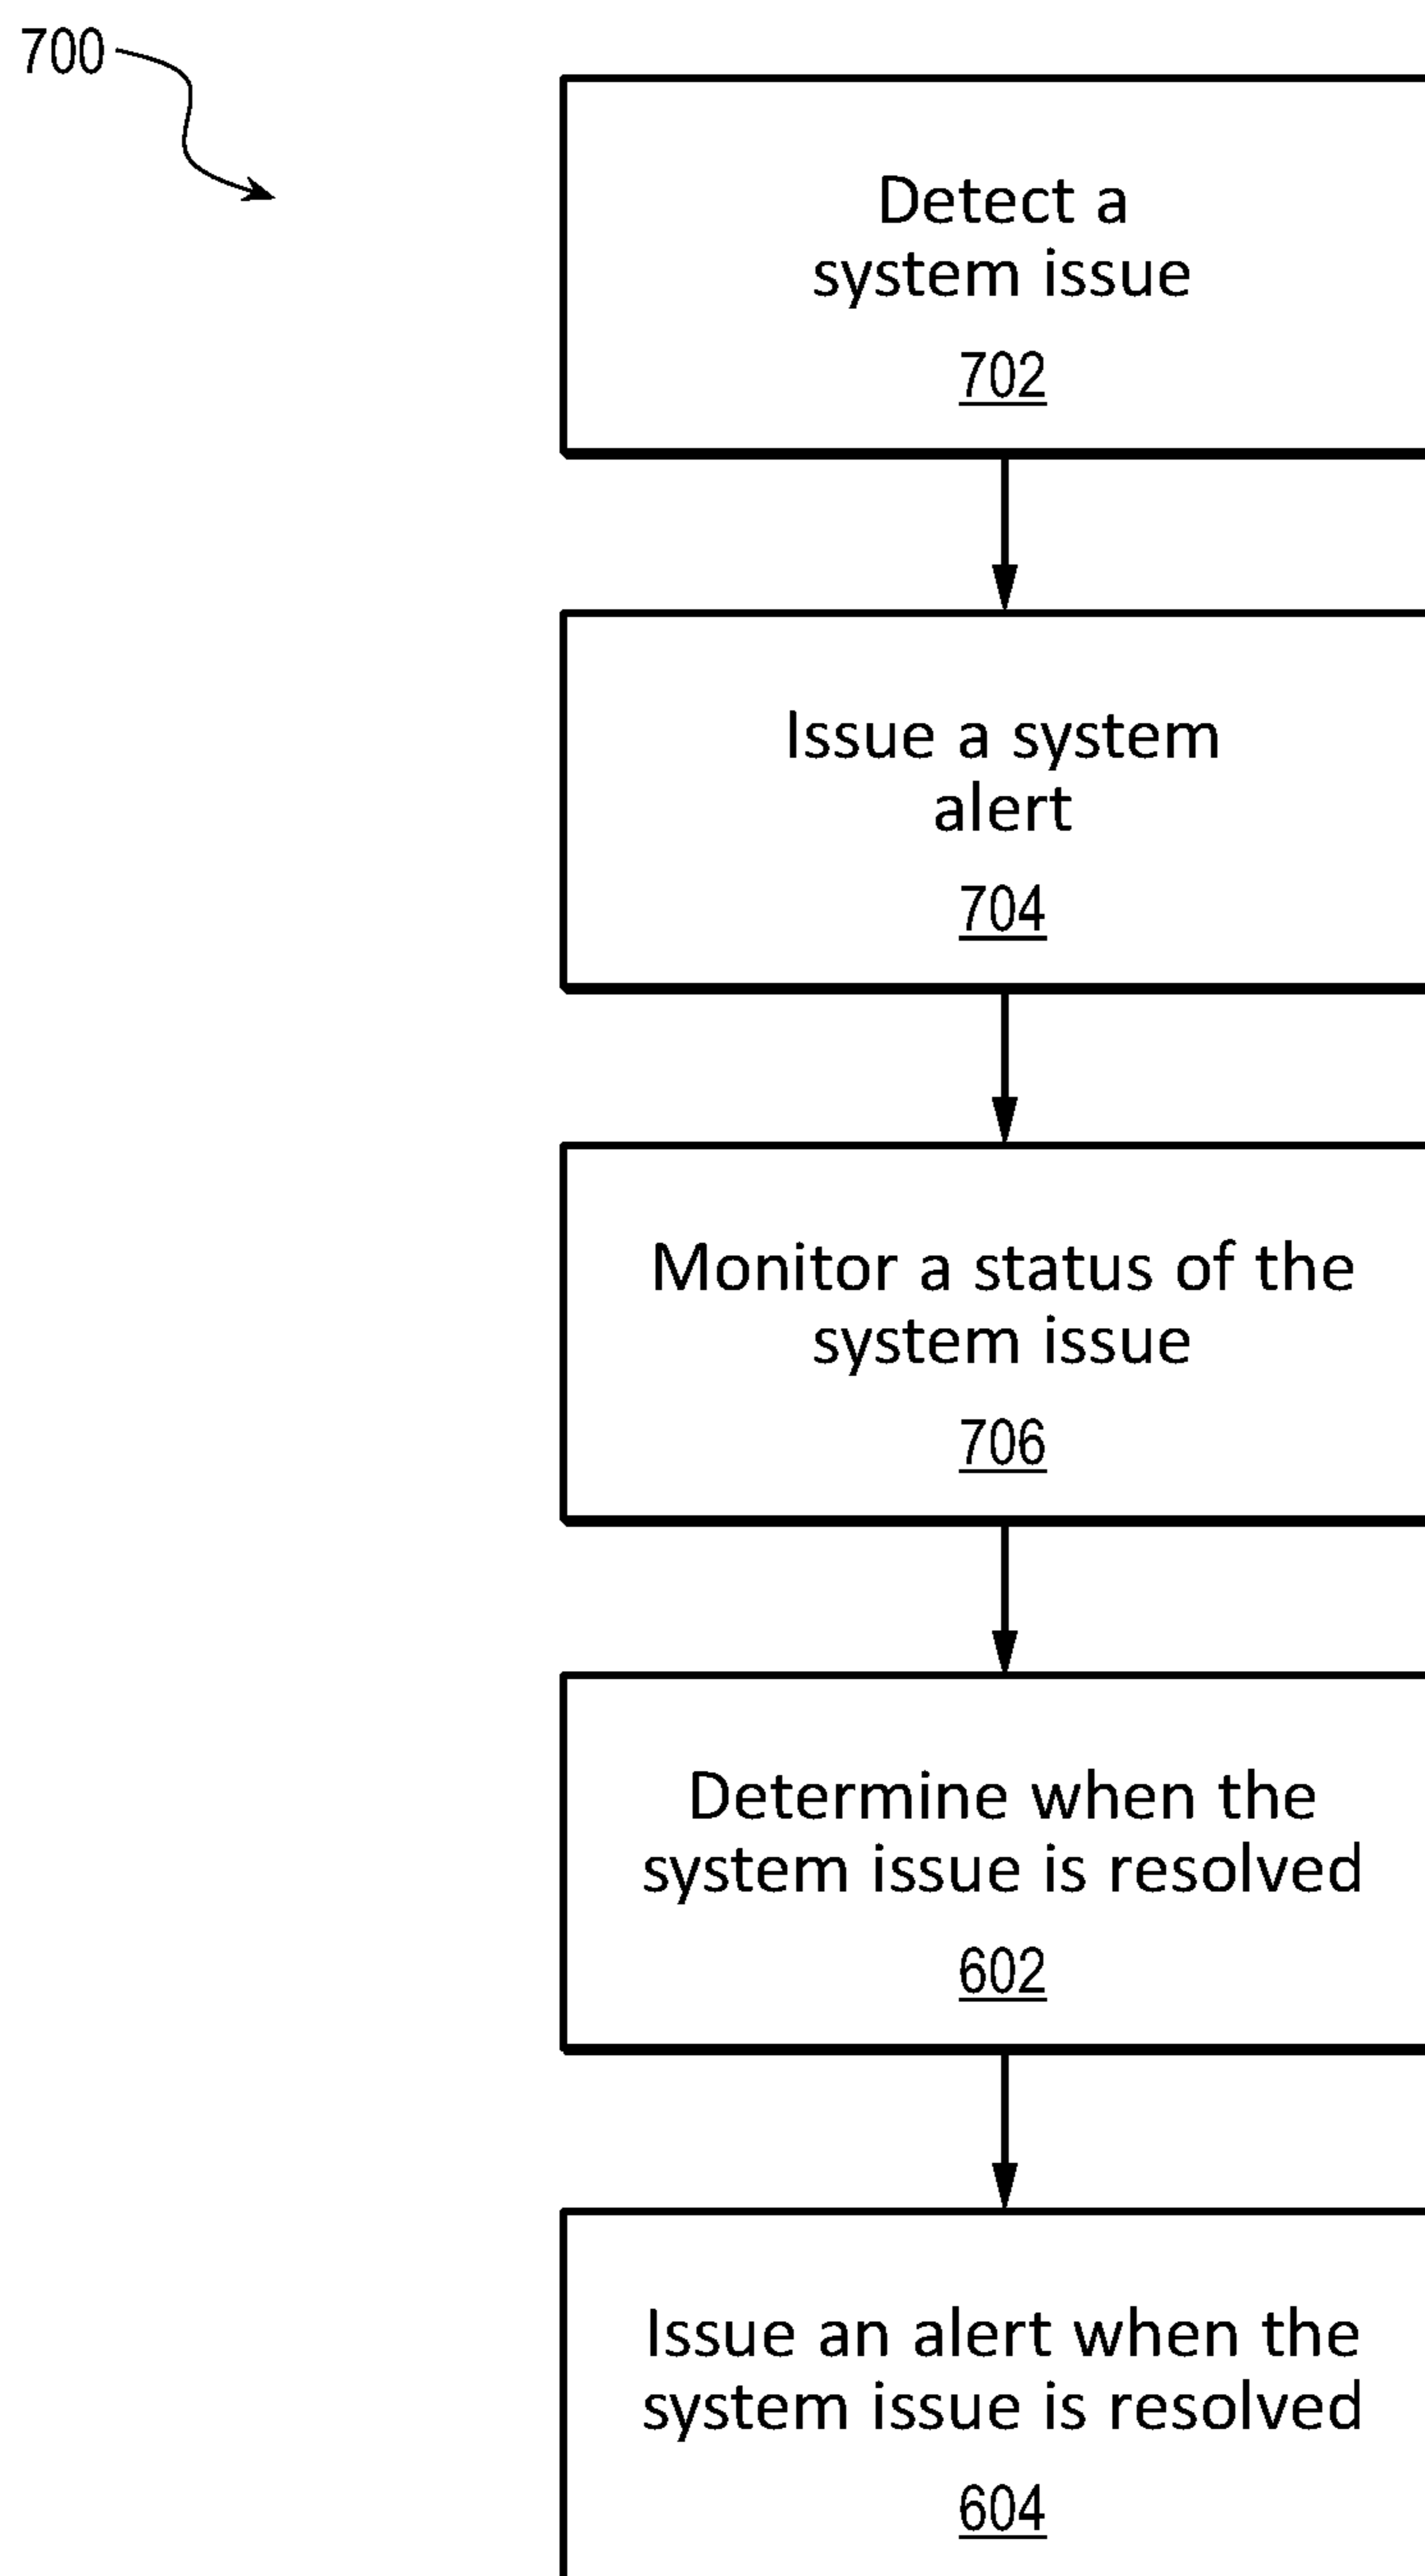 700
Detect a
system issue
702
Issue a system
alert
704
Monitor a status of the
system issue
706
Determine when the
system issue is resolved
602
Issue an alert when the
system issue is resolved
604